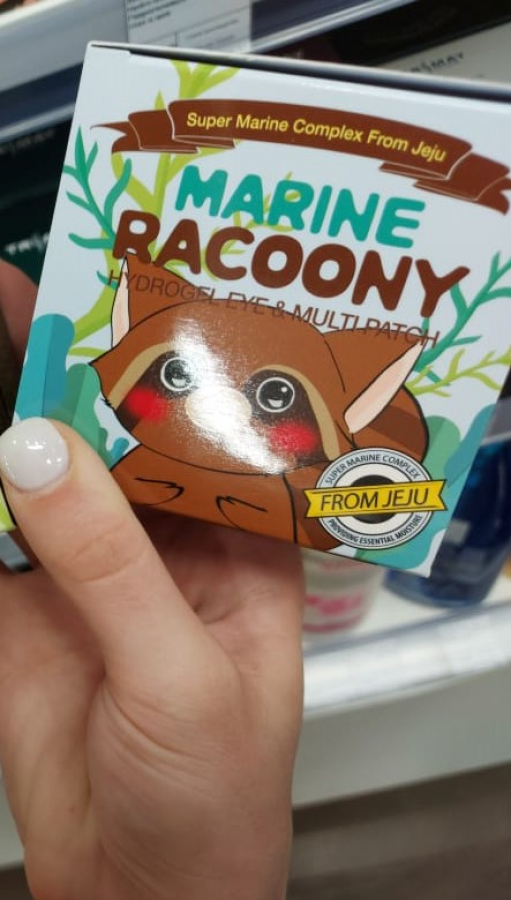 Super Marine Complex From Jeju
MARINE
RACOONY
HYDROGEL EYE & MULTI PATCH
SUPER MARINE COMPLEX
FROM JEJU
PROVIDING ESSENTIAL MOISTURE